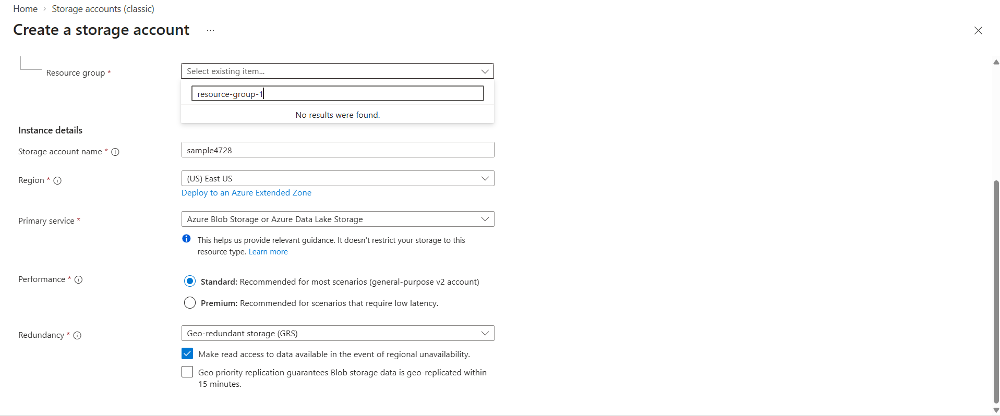 Home › Storage accounts (classic)
Create a storage account ...
Resource group *
Select existing item...
resource-group-1
No results were found.
Instance details
Storage account name *
sample4728
Region *
(US) East US
Deploy to an Azure Extended Zone
Primary service *
Azure Blob Storage or Azure Data Lake Storage
This helps us provide relevant guidance. It doesn't restrict your storage to this
resource type. Learn more
Performance *
Standard: Recommended for most scenarios (general-purpose v2 account)
Premium: Recommended for scenarios that require low latency.
Redundancy *
Geo-redundant storage (GRS)
Make read access to data available in the event of regional unavailability.
Geo priority replication guarantees Blob storage data is geo-replicated within
15 minutes.